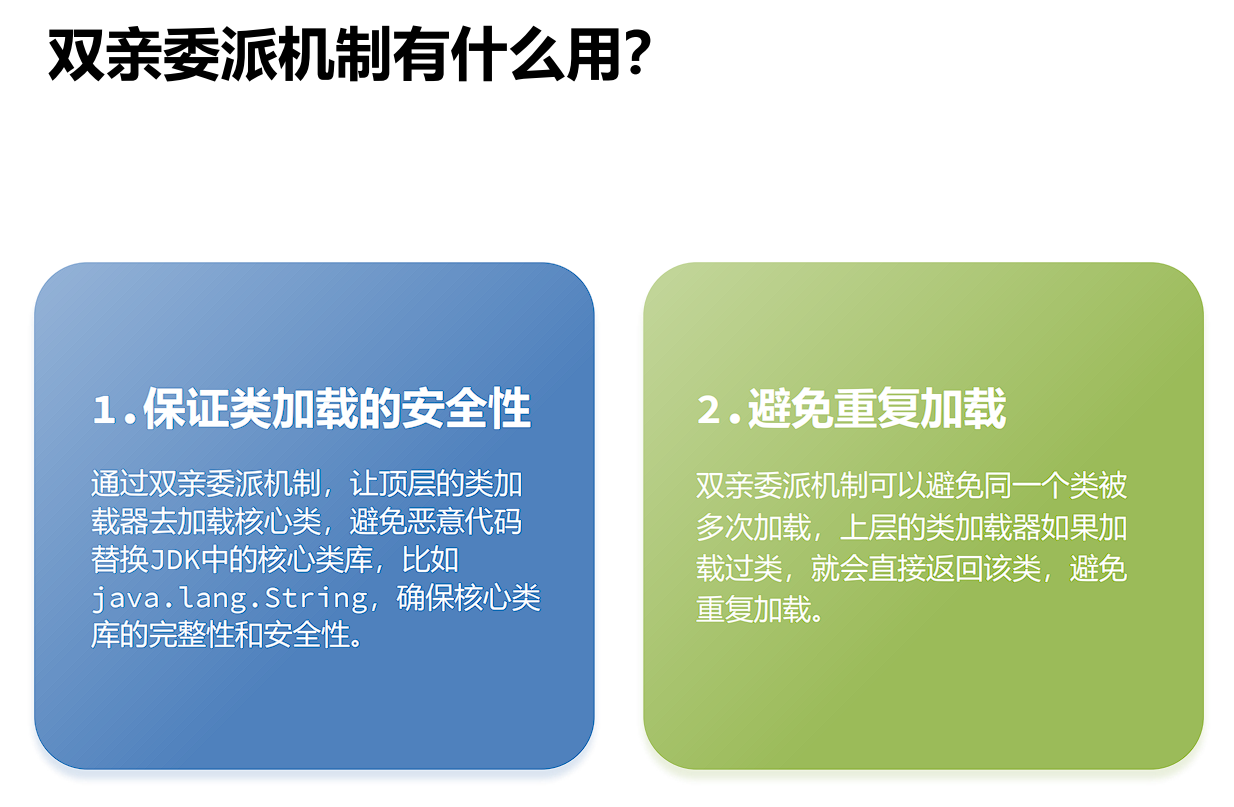 双亲委派机制有什么用？
1.保证类加载的安全性
通过双亲委派机制，让顶层的类加
载器去加载核心类，避免恶意代码
替换JDK中的核心类库，比如
java.lang.String，确保核心类
库的完整性和安全性。
2.避免重复加载
双亲委派机制可以避免同一个类被
多次加载，上层的类加载器如果加
载过类，就会直接返回该类，避免
重复加载。